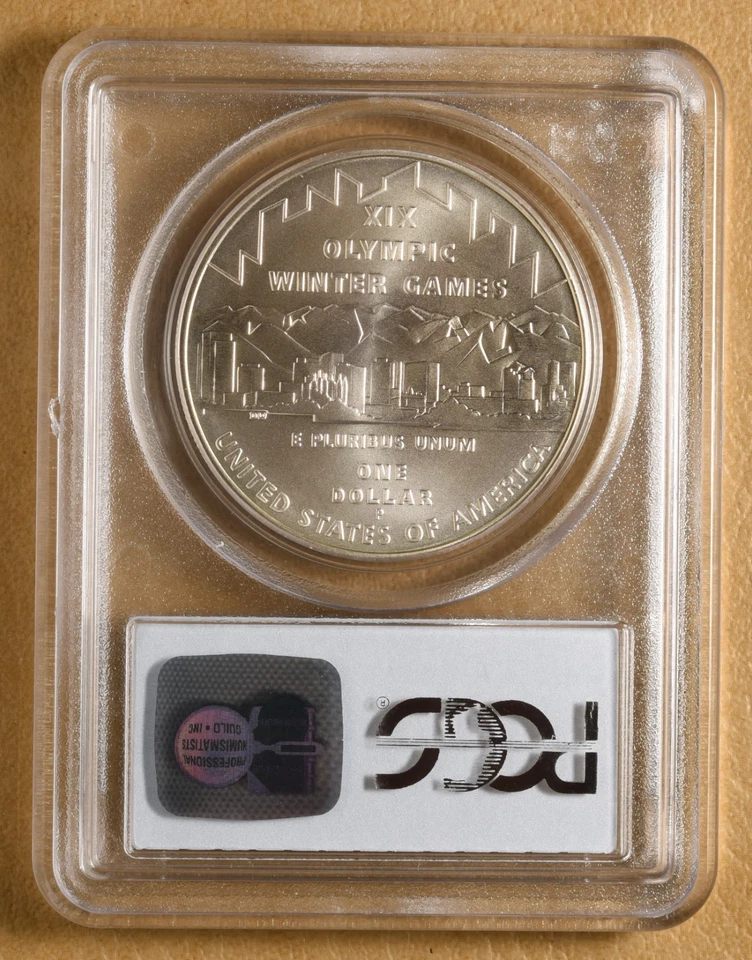 XIX
OLYMPIC
WINTER GAMES
E PLURIBUS UNUM
ONE
DOLLAR
P
UNITED STATES OF AMERICA
PROFESSIONAL
NUMISMATISTS
GUILD • INC
®
PCGS